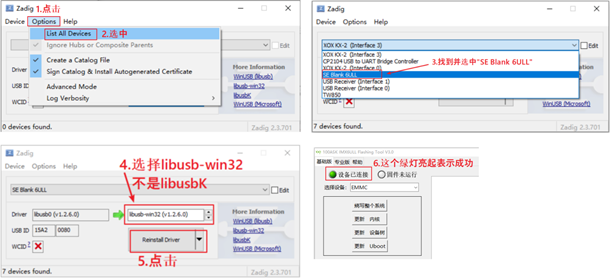 Zadig
1.点击
Device Options Help
List All Devices
2.选中
Ignore Hubs or Composite Parents
Edit
Create a Catalog File
Sign Catalog & Install Autogenerated Certificate
Advanced Mode
Log Verbosity
Driver
USB ID
WCID
More Information
WinUSB (libusb)
libusb-win32
libusbK
WinUSB (Microsoft)
0 devices found.
Zadig 2.3.701
Zadig
Device Options Help
XOX KX-2 (Interface 3)
Edit
XOX KX-2 (Interface 3)
CP2104 USB to UART Bridge Controller
XOX KX-2 (Interface 0)
SE Blank 6ULL
USB Receiver (Interface 1)
USB Receiver (Interface 0)
TW850
3.找到并选中"SE Blank 6ULL"
Driver
USB ID
WCID
WinUSB (Microsoft)
7 devices found.
Zadig 2.3.701
Zadig
Device Options Help
4.选择libusb-win32
不是libusbK
SE Blank 6ULL
Edit
Driver libusb0 (v1.2.6.0)
libusb-win32 (v1.2.6.0)
USB ID 15A2 0080
WCID
Reinstall Driver
5.点击
More Information
WinUSB (libusb)
libusb-win32
libusbK
WinUSB (Microsoft)
7 devices found.
Zadig 2.3.701
基础版 专业版 帮助
6.这个绿灯亮起表示成功
设备已连接
固件未运行
选择设备:
EMMC
烧写整个系统
更新 内核
更新 设备树
更新 Uboot